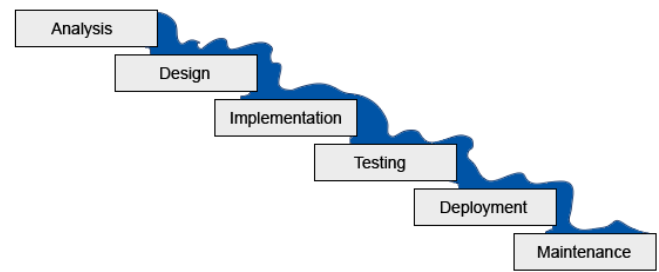 Analysis
Design
Implementation
Testing
Deployment
Maintenance